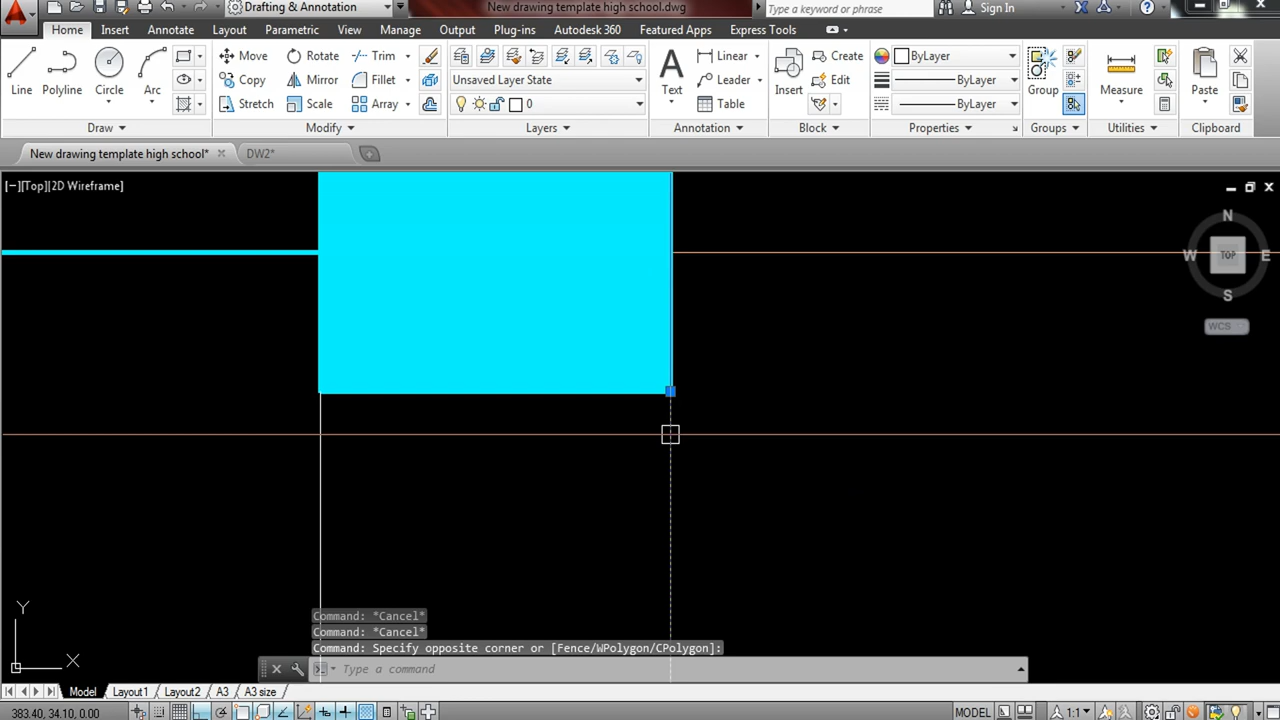 Drafting & Annotation
New drawing template high school.dwg
Type a keyword or phrase
Sign In
Home Insert Annotate Layout Parametric View Manage Output Plug-ins Autodesk 360 Featured Apps Express Tools
Line
Polyline
Circle
Arc
Move
Rotate
Trim
Copy
Mirror
Fillet
Stretch
Scale
Array
Unsaved Layer State
0
Text
Linear
Leader
Table
Insert
Create
Edit
ByLayer
ByLayer
ByLayer
Group
Measure
Paste
Draw Modify Layers Annotation Block Properties Groups Utilities Clipboard
New drawing template high school*
DW2*
[−][Top][2D Wireframe]
N
W TOP E
S
WCS
Y
X
Command: *Cancel*
Command: *Cancel*
Command: Specify opposite corner or [Fence/WPolygon/CPolygon]:
Type a command
Model Layout1 Layout2 A3 A3 size
383.40, 34.10, 0.00
MODEL
1:1